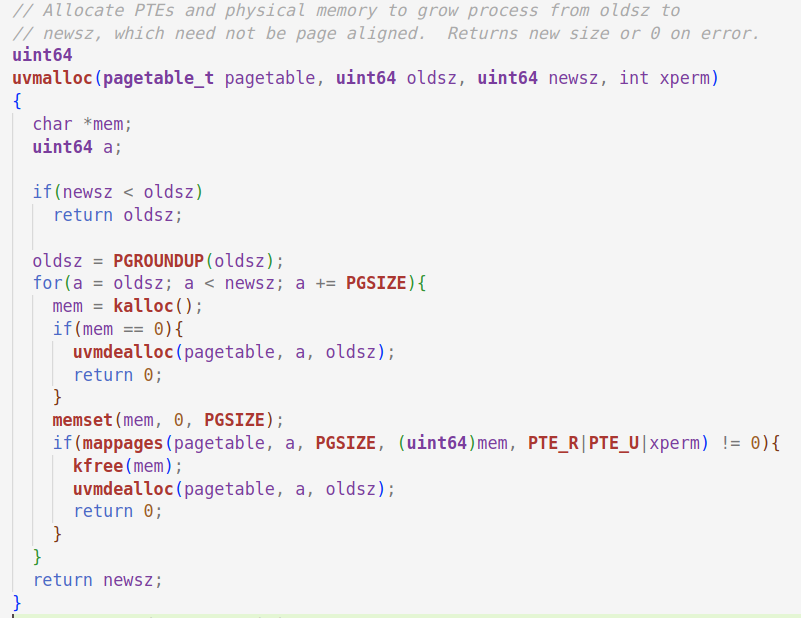 // Allocate PTEs and physical memory to grow process from oldsz to
// newsz, which need not be page aligned.  Returns new size or 0 on error.
uint64
uvmalloc(pagetable_t pagetable, uint64 oldsz, uint64 newsz, int xperm)
{
  char *mem;
  uint64 a;

  if(newsz < oldsz)
    return oldsz;

  oldsz = PGROUNDUP(oldsz);
  for(a = oldsz; a < newsz; a += PGSIZE){
    mem = kalloc();
    if(mem == 0){
      uvmdealloc(pagetable, a, oldsz);
      return 0;
    }
    memset(mem, 0, PGSIZE);
    if(mappages(pagetable, a, PGSIZE, (uint64)mem, PTE_R|PTE_U|xperm) != 0){
      kfree(mem);
      uvmdealloc(pagetable, a, oldsz);
      return 0;
    }
  }
  return newsz;
}